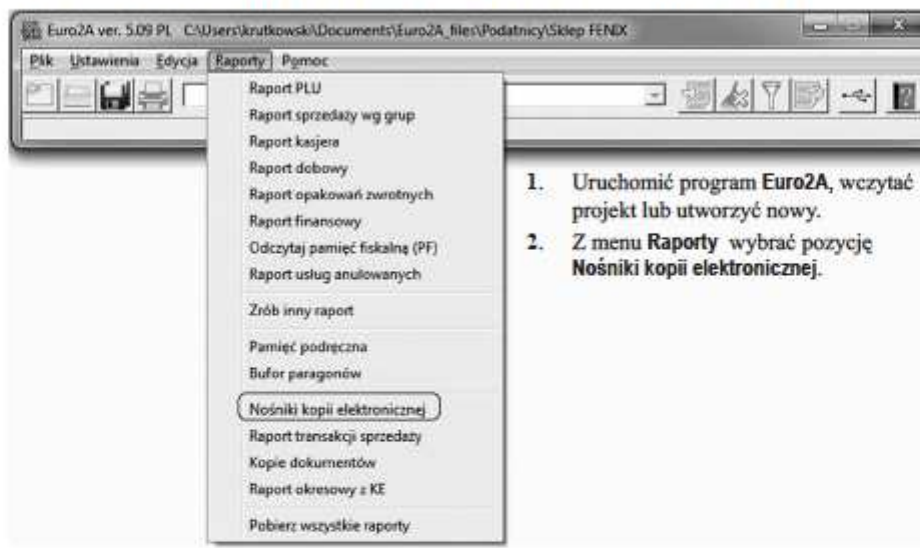 Euro2A ver. 5.09 PL C:\Users\krutkowski\Documents\Euro2A_files\Podatnicy\Sklep FENIX
Plik Ustawienia Edycja Raporty Pomoc
Raport PLU
Raport sprzedaży wg grup
Raport kasjera
Raport dobowy
Raport opakowań zwrotnych
Raport finansowy
Odczytaj pamięć fiskalną (PF)
Raport usług anulowanych
Zrób inny raport
Pamięć podręczna
Bufor paragonów
Nośniki kopii elektronicznej
Raport transakcji sprzedaży
Kopie dokumentów
Raport okresowy z KE
Pobierz wszystkie raporty
1. Uruchomić program Euro2A, wczytać
projekt lub utworzyć nowy.
2. Z menu Raporty wybrać pozycję
Nośniki kopii elektronicznej.